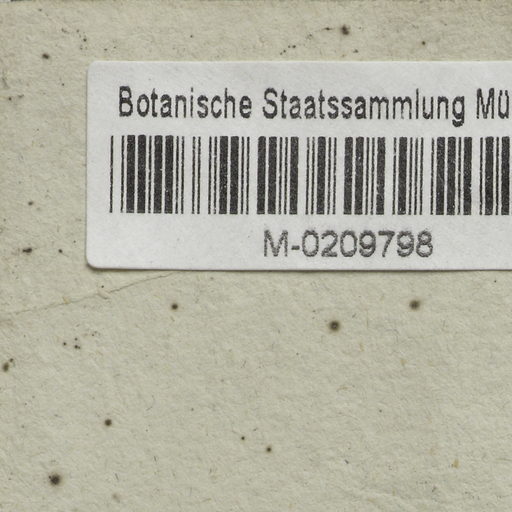 Botanische Staatssammlung Mü
M-0209798